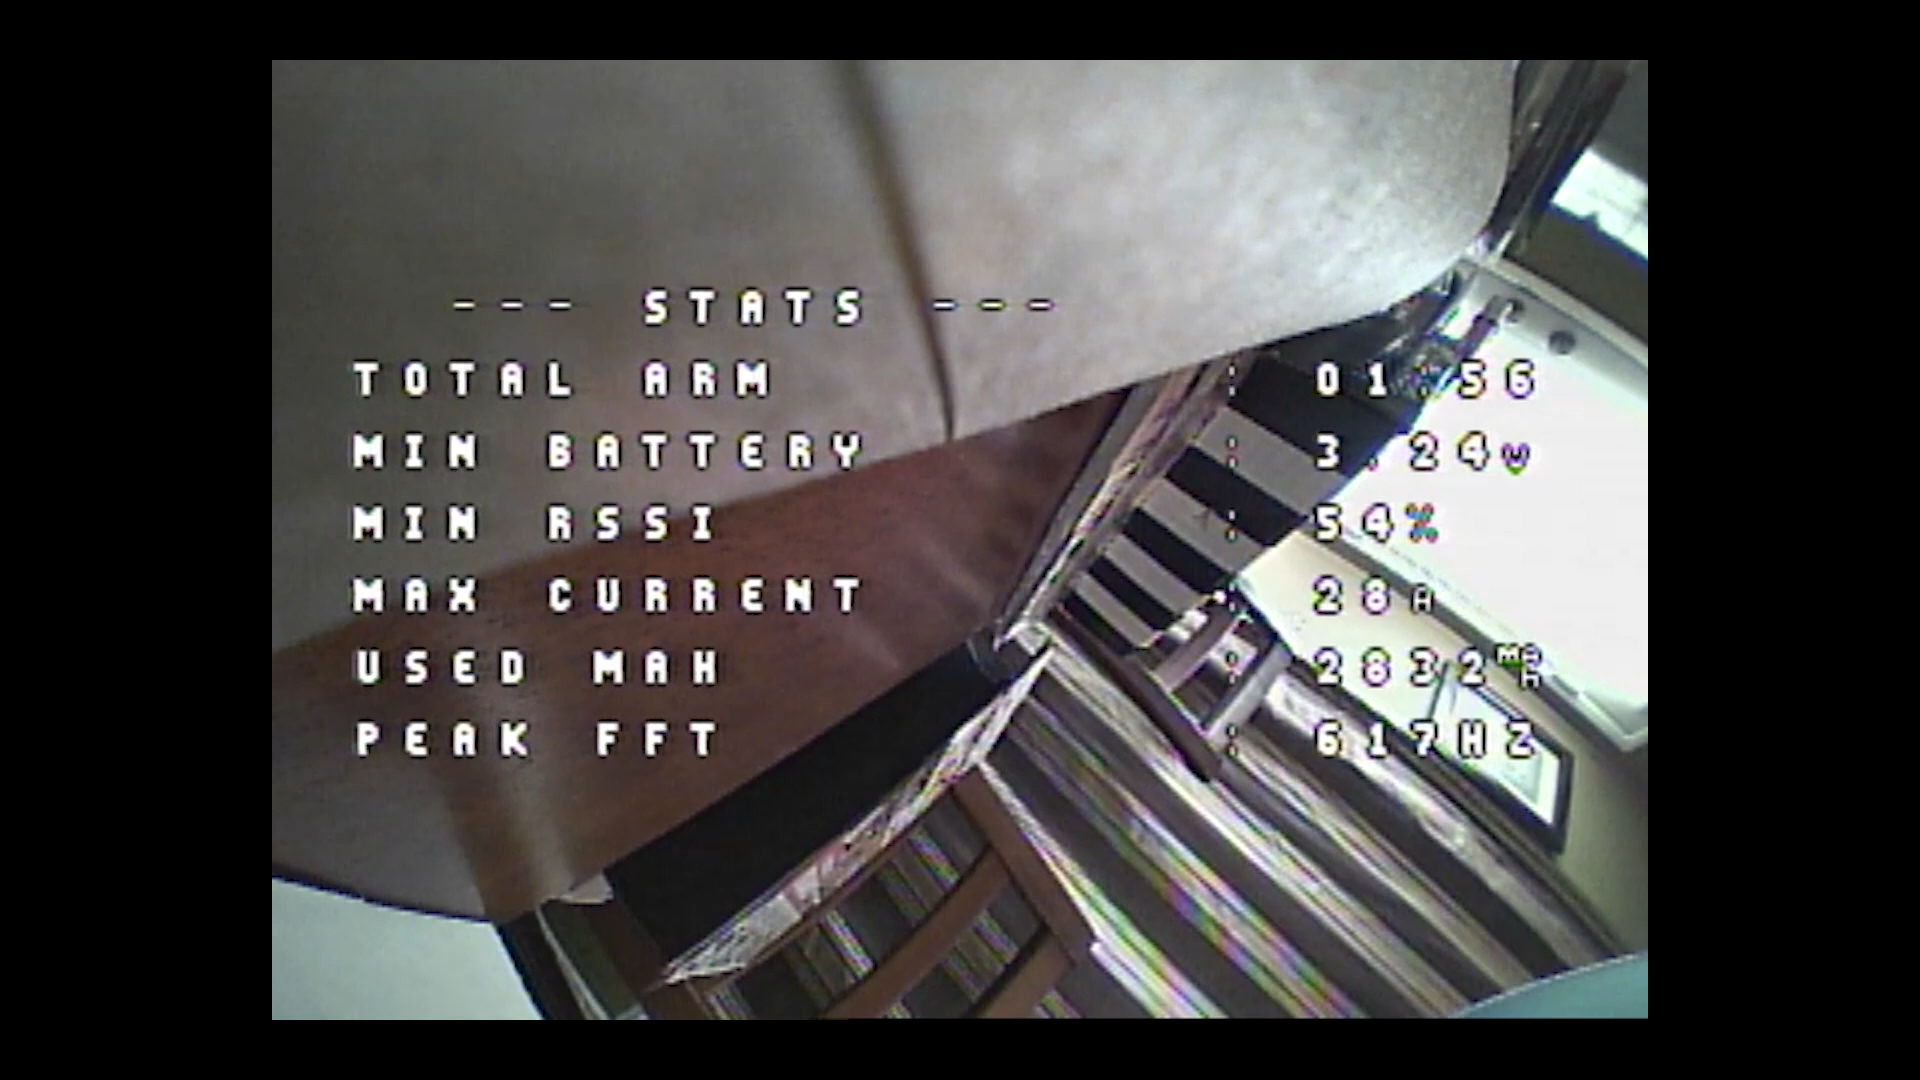 --- STATS ---
TOTAL ARM : 01:56
MIN BATTERY : 3.24V
MIN RSSI : 54%
MAX CURRENT : 28A
USED MAH : 2832MAH
PEAK FFT : 617HZ